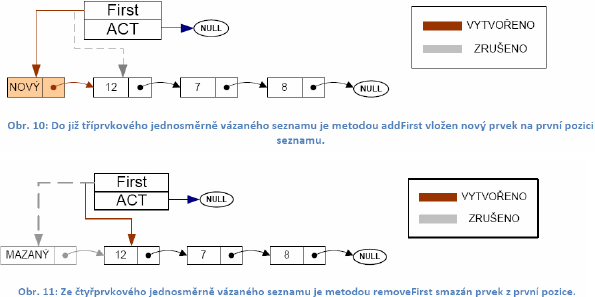 First
ACT
NULL
VYTVOŘENO
ZRUŠENO
NOVÝ 12 7 8 NULL
Obr. 10: Do již tříprvkového jednosměrně vázaného seznamu je metodou addFirst vložen nový prvek na první pozici
seznamu.
First
ACT
NULL
VYTVOŘENO
ZRUŠENO
MAZANÝ 12 7 8 NULL
Obr. 11: Ze čtyřprvkového jednosměrně vázaného seznamu je metodou removeFirst smazán prvek z první pozice.